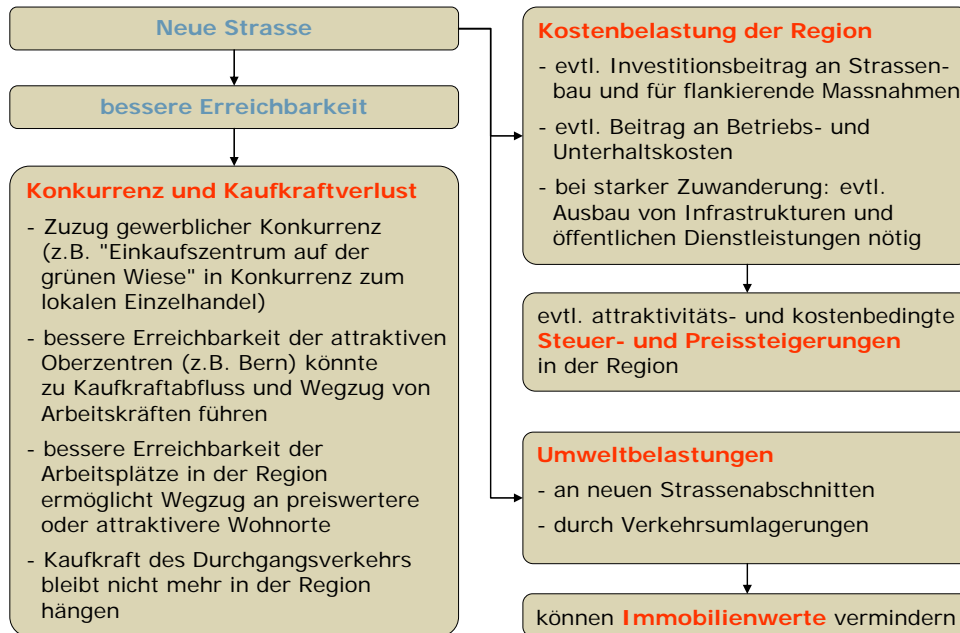 Neue Strasse
bessere Erreichbarkeit
Konkurrenz und Kaufkraftverlust
- Zuzug gewerblicher Konkurrenz
(z.B. "Einkaufszentrum auf der
grünen Wiese" in Konkurrenz zum
lokalen Einzelhandel)
- bessere Erreichbarkeit der attraktiven
Oberzentren (z.B. Bern) könnte
zu Kaufkraftabfluss und Wegzug von
Arbeitskräften führen
- bessere Erreichbarkeit der
Arbeitsplätze in der Region
ermöglicht Wegzug an preiswertere
oder attraktivere Wohnorte
- Kaufkraft des Durchgangsverkehrs
bleibt nicht mehr in der Region
hängen
Kostenbelastung der Region
- evtl. Investitionsbeitrag an Strassen-
bau und für flankierende Massnahmen
- evtl. Beitrag an Betriebs- und
Unterhaltskosten
- bei starker Zuwanderung: evtl.
Ausbau von Infrastrukturen und
öffentlichen Dienstleistungen nötig
evtl. attraktivitäts- und kostenbedingte
Steuer- und Preissteigerungen
in der Region
Umweltbelastungen
- an neuen Strassenabschnitten
- durch Verkehrsumlagerungen
können Immobilienwerte vermindern